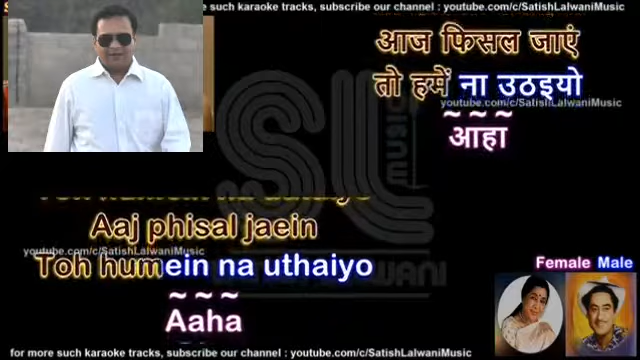 e such karaoke tracks, subscribe our channel : youtube.com/c/SatishLalwaniMusic
आज फिसल जाएं
तो हमें ना उठइयो
youtube.com/c/SatishLalwaniMusic
~ ~ ~
आहा
SL
MUSIC
Aaj phisal jaein
youtube.com/c/SatishLalwaniMusic
Toh humein na uthaiyo
~ ~ ~
Aaha
Female Male
for more such karaoke tracks, subscribe our channel : youtube.com/c/SatishLalwaniMusic